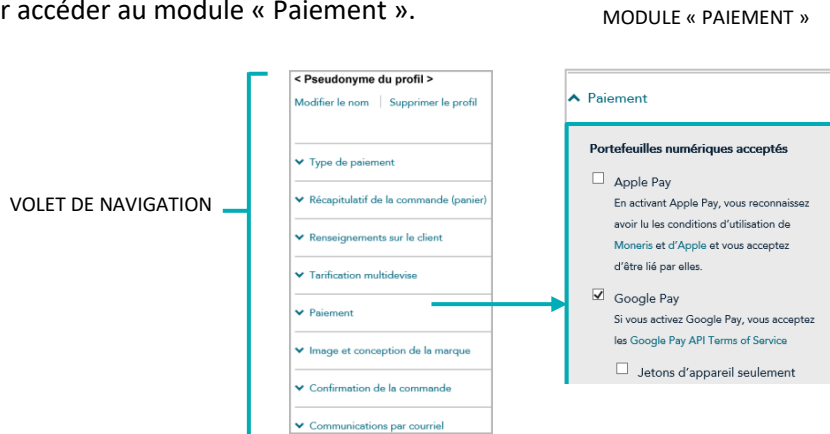 r accéder au module « Paiement ».
MODULE « PAIEMENT »
VOLET DE NAVIGATION
< Pseudonyme du profil >
Modifier le nom | Supprimer le profil
Type de paiement
Récapitulatif de la commande (panier)
Renseignements sur le client
Tarification multidevise
Paiement
Image et conception de la marque
Confirmation de la commande
Communications par courriel
Paiement
Portefeuilles numériques acceptés
Apple Pay
En activant Apple Pay, vous reconnaissez
avoir lu les conditions d'utilisation de
Moneris et d'Apple et vous acceptez
d'être lié par elles.
Google Pay
Si vous activez Google Pay, vous acceptez
les Google Pay API Terms of Service
Jetons d'appareil seulement